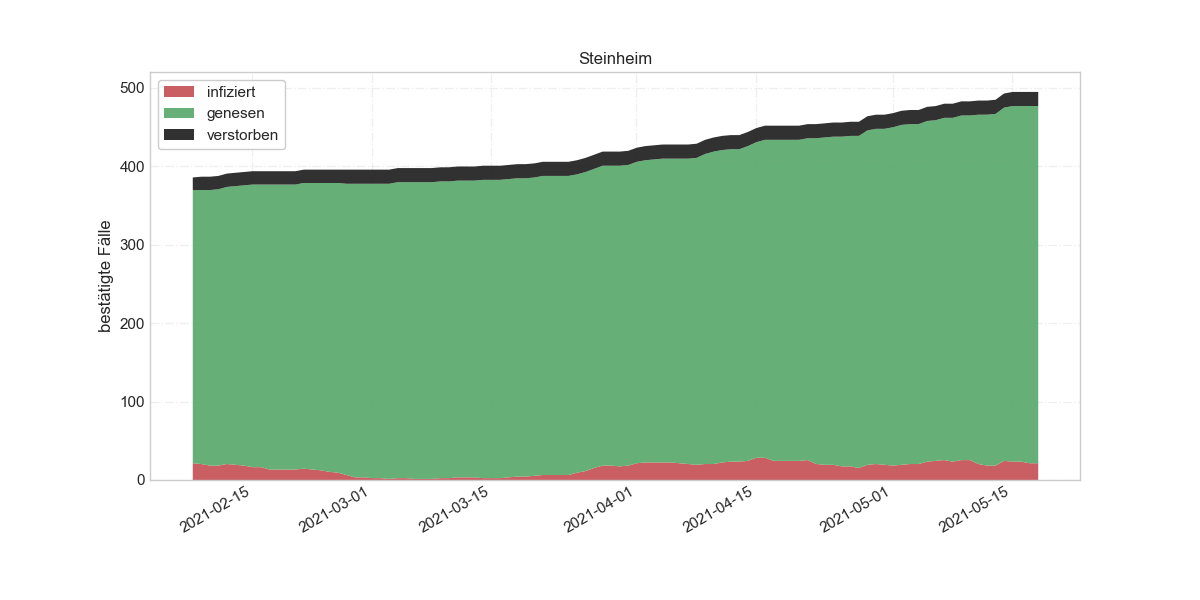 Steinheim
infiziert
genesen
verstorben
bestätigte Fälle
500
400
300
200
100
0
2021-02-15
2021-03-01
2021-03-15
2021-04-01
2021-04-15
2021-05-01
2021-05-15